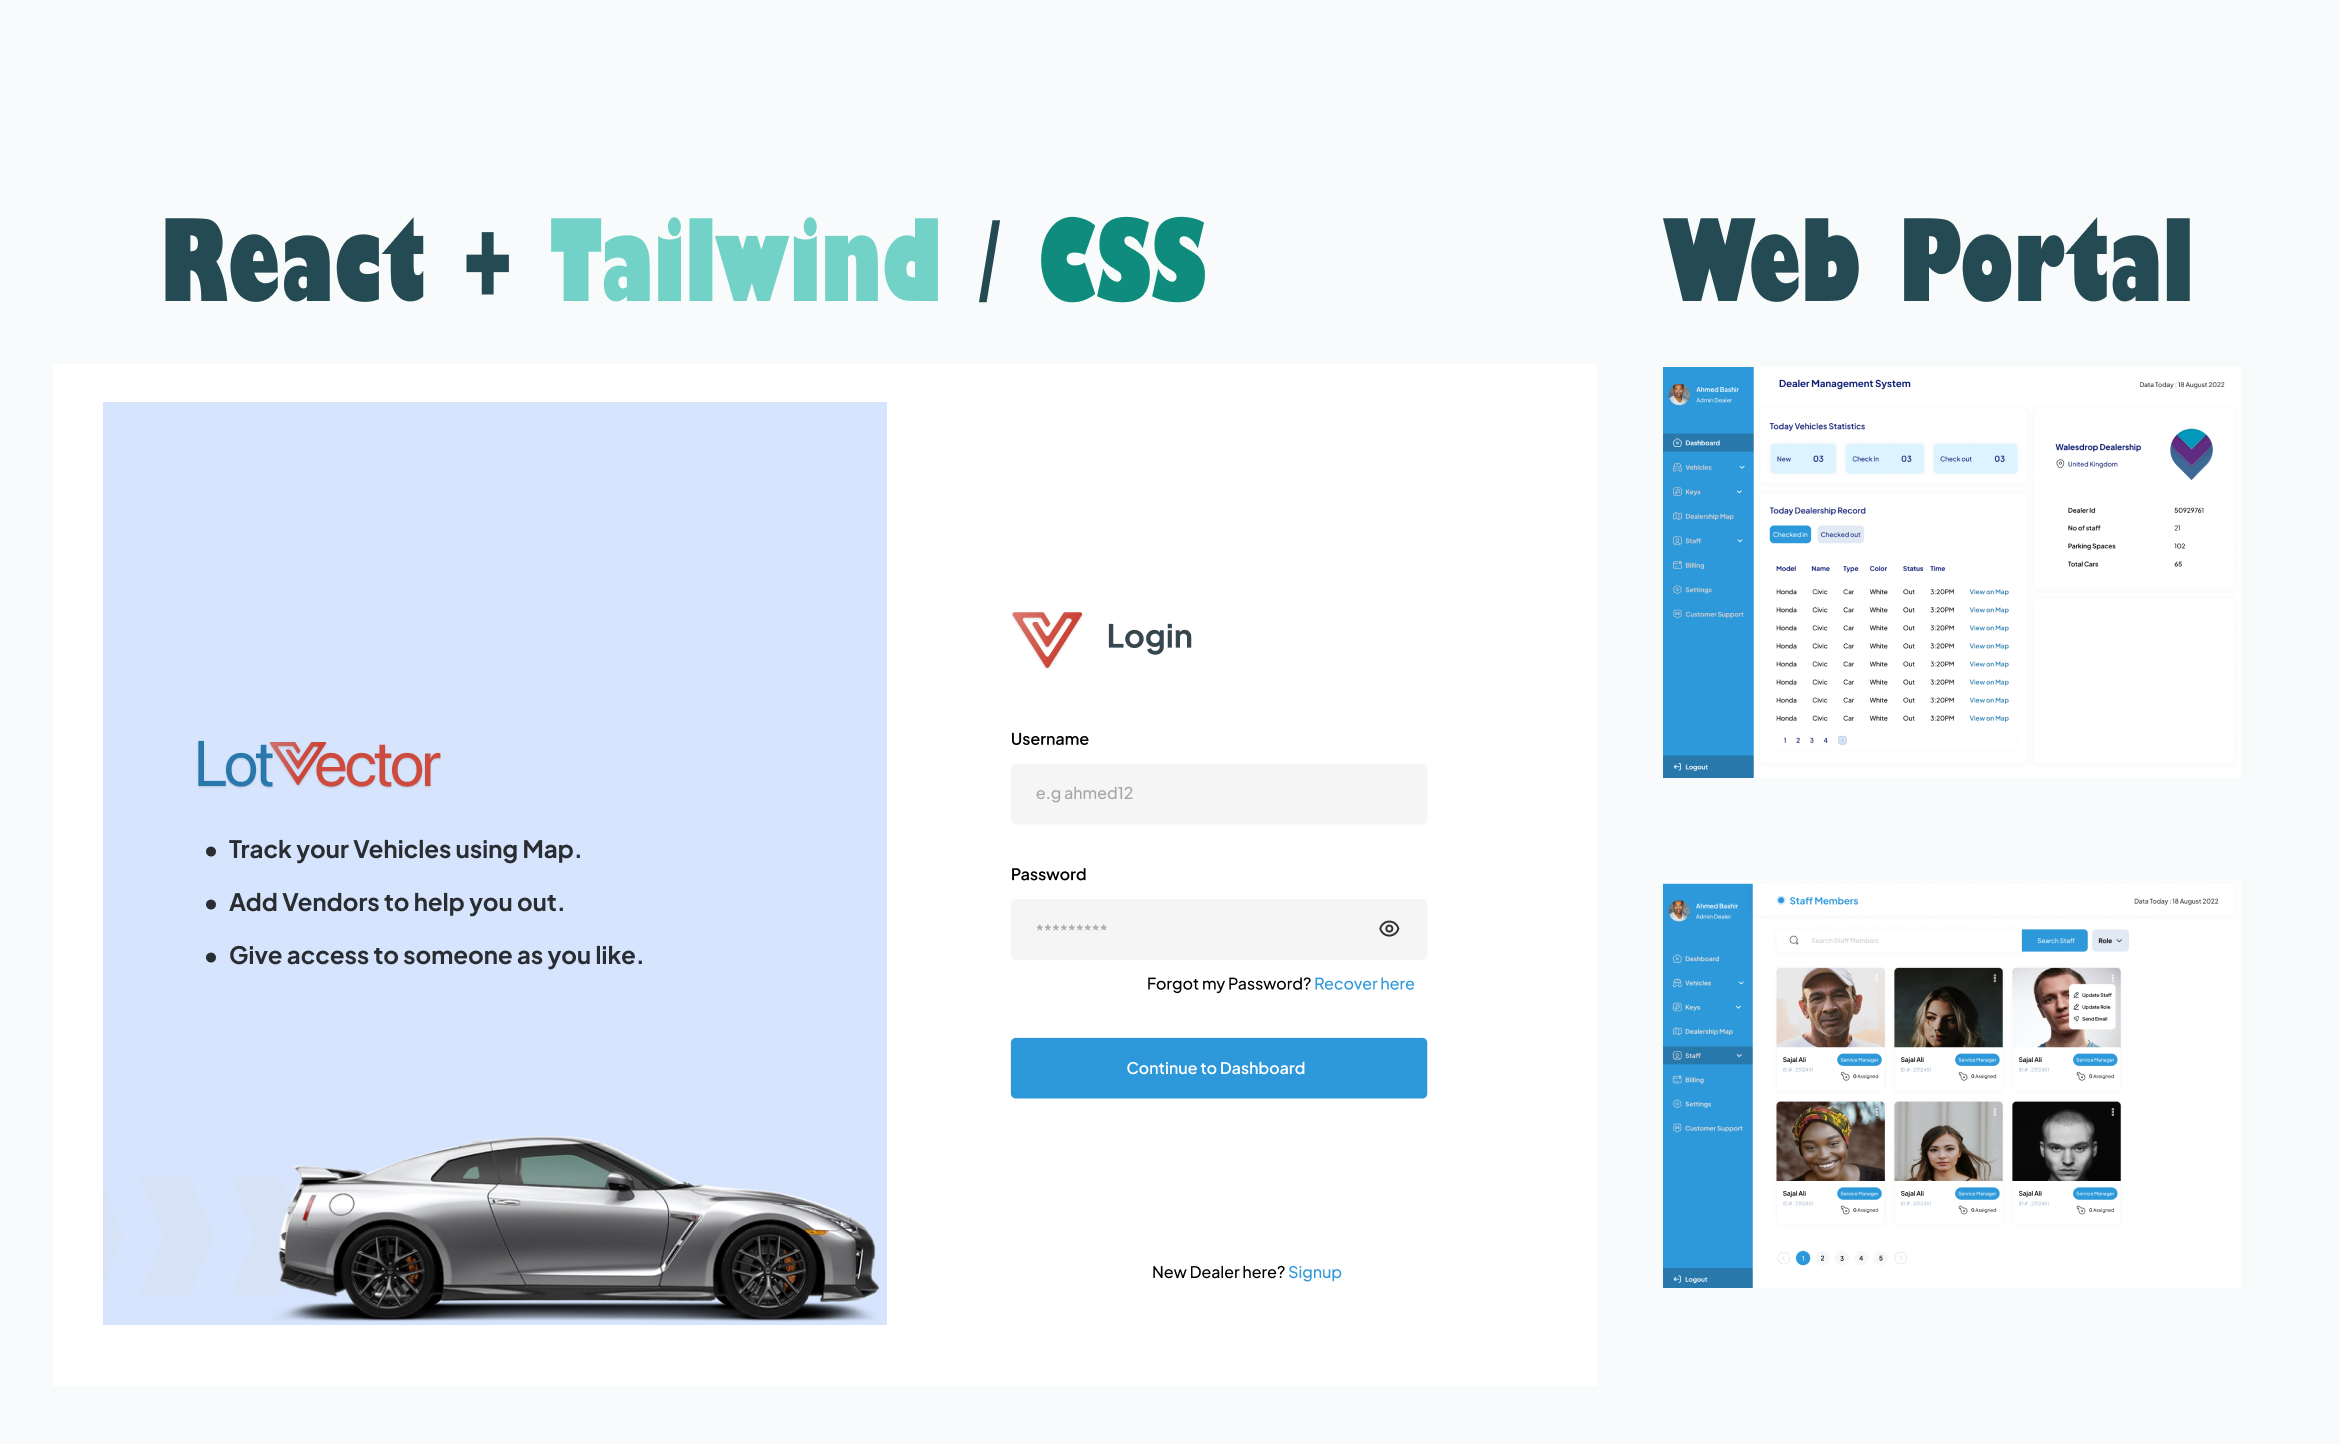 React + Tailwind / CSS
Web Portal
LotVector
• Track your Vehicles using Map.
• Add Vendors to help you out.
• Give access to someone as you like.
Login
Username
e.g ahmed12
Password
*********
Forgot my Password? Recover here
Continue to Dashboard
New Dealer here? Signup
Ahmed Bashir
Admin Dealer
Dashboard
Vehicles
Keys
Dealership Map
Staff
Billing
Settings
Customer Support
Logout
Dealer Management System
Data Today : 18 August 2022
Today Vehicles Statistics
New 03
Check In 03
Check out 03
Today Dealership Record
Checked in Checked out
Model Name Type Color Status Time
Honda Civic Car White Out 3:20PM View on Map
Honda Civic Car White Out 3:20PM View on Map
Honda Civic Car White Out 3:20PM View on Map
Honda Civic Car White Out 3:20PM View on Map
Honda Civic Car White Out 3:20PM View on Map
Honda Civic Car White Out 3:20PM View on Map
Honda Civic Car White Out 3:20PM View on Map
Honda Civic Car White Out 3:20PM View on Map
1 2 3 4
Walesdrop Dealership
United Kingdom
Dealer Id 50929761
No of staff 21
Parking Spaces 102
Total Cars 65
Ahmed Bashir
Admin Dealer
Dashboard
Vehicles
Keys
Dealership Map
Staff
Billing
Settings
Customer Support
Logout
Staff Members
Data Today : 18 August 2022
Search Staff Members
Search Staff
Role
Update Staff
Update Role
Send Email
Sajal Ali Service Manager
ID # : 2312451
0 Assigned
Sajal Ali Service Manager
ID # : 2312451
0 Assigned
Sajal Ali Service Manager
ID # : 2312451
0 Assigned
Sajal Ali Service Manager
ID # : 2312451
0 Assigned
Sajal Ali Service Manager
ID # : 2312451
0 Assigned
Sajal Ali Service Manager
ID # : 2312451
0 Assigned
1 2 3 4 5